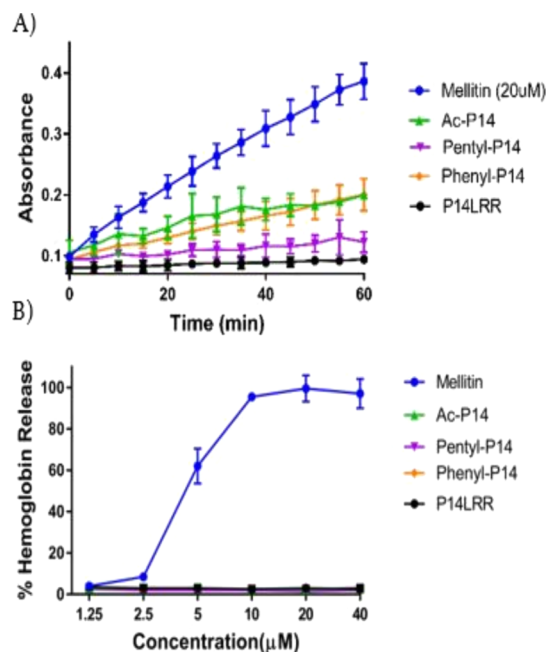 A)
Absorbance
0.4
0.3
0.2
0.1
0 20 40 60
Time (min)
Mellitin (20uM)
Ac-P14
Pentyl-P14
Phenyl-P14
P14LRR
B)
% Hemoglobin Release
100
80
60
40
20
0
1.25 2.5 5 10 20 40
Concentration(μM)
Mellitin
Ac-P14
Pentyl-P14
Phenyl-P14
P14LRR